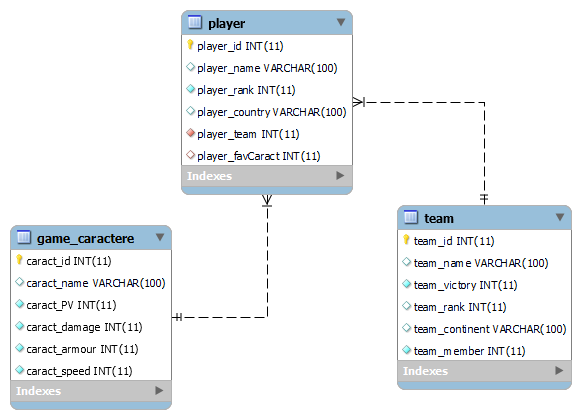 player
player_id INT(11)
player_name VARCHAR(100)
player_rank INT(11)
player_country VARCHAR(100)
player_team INT(11)
player_favCaract INT(11)
Indexes
game_caractere
caract_id INT(11)
caract_name VARCHAR(100)
caract_PV INT(11)
caract_damage INT(11)
caract_armour INT(11)
caract_speed INT(11)
Indexes
team
team_id INT(11)
team_name VARCHAR(100)
team_victory INT(11)
team_rank INT(11)
team_continent VARCHAR(100)
team_member INT(11)
Indexes